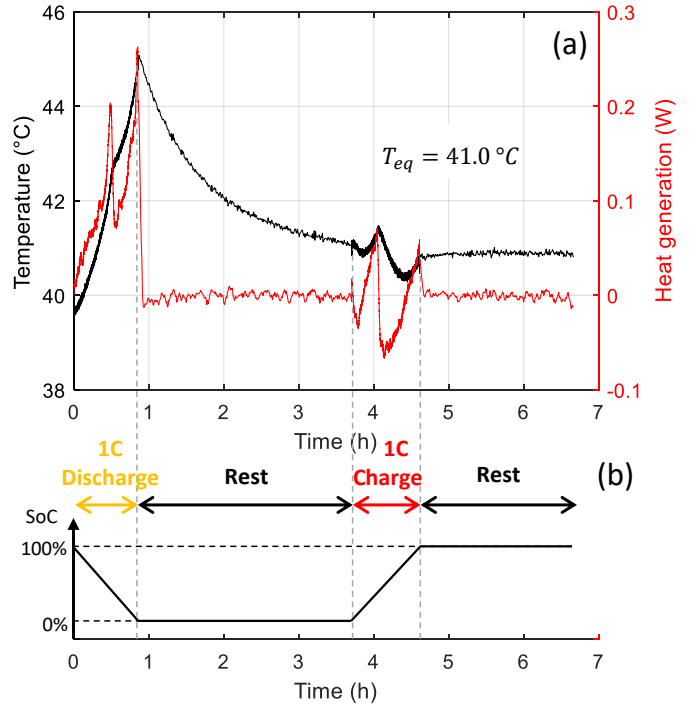 46
44
42
40
38
Temperature (°C)
0.3
0.2
0.1
0
-0.1
Heat generation (W)
(a)
T_eq = 41.0 °C
0 1 2 3 4 5 6 7
Time (h)
1C
Discharge
Rest
1C
Charge
Rest
(b)
SoC
100%
0%
0 1 2 3 4 5 6 7
Time (h)